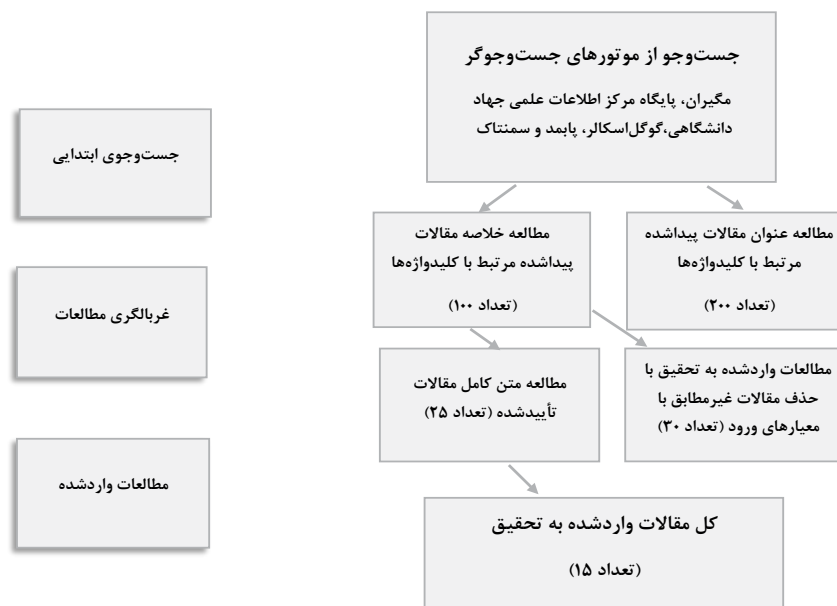 جست‌وجو از موتورهای جست‌وجوگر
مگیران، پایگاه مرکز اطلاعات علمی جهاد
دانشگاهی،گوگل‌اسکالر، پابمد و سمنتاک
جست‌وجوی ابتدایی
مطالعه عنوان مقالات پیداشده
مرتبط با کلیدواژه‌ها
(تعداد ۲۰۰)
مطالعه خلاصه مقالات
پیداشده مرتبط با کلیدواژه‌ها
(تعداد ۱۰۰)
غربالگری مطالعات
مطالعات واردشده به تحقیق با
حذف مقالات غیرمطابق با
معیارهای ورود (تعداد ۳۰)
مطالعه متن کامل مقالات
تأییدشده (تعداد ۲۵)
مطالعات واردشده
کل مقالات واردشده به تحقیق
(تعداد ۱۵)